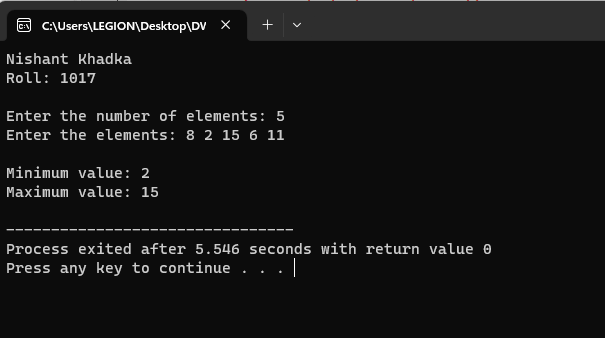 C:\Users\LEGION\Desktop\DV
Nishant Khadka
Roll: 1017
Enter the number of elements: 5
Enter the elements: 8 2 15 6 11
Minimum value: 2
Maximum value: 15
--------------------------------
Process exited after 5.546 seconds with return value 0
Press any key to continue . . .